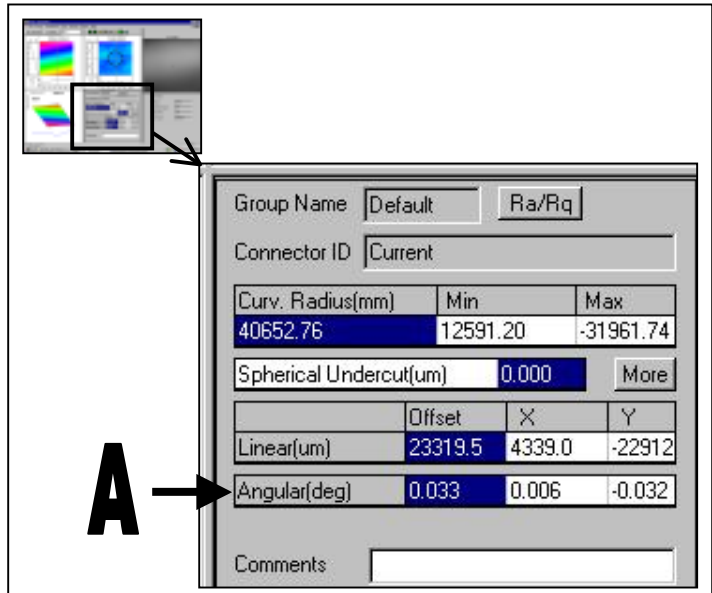 Group Name Default Ra/Rq
Connector ID Current
Curv. Radius(mm) Min Max
40652.76 12591.20 -31961.74
Spherical Undercut(um) 0.000 More
Offset X Y
Linear(um) 23319.5 4339.0 -22912
A Angular(deg) 0.033 0.006 -0.032
Comments